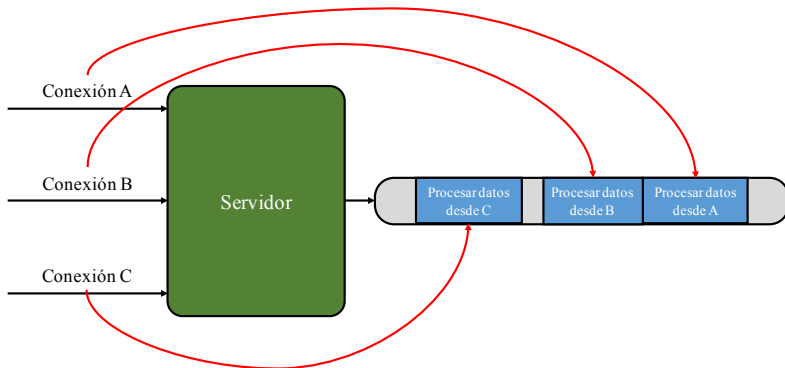 Conexión A
Conexión B
Conexión C
Servidor
Procesar datos
desde C
Procesar datos
desde B
Procesar datos
desde A